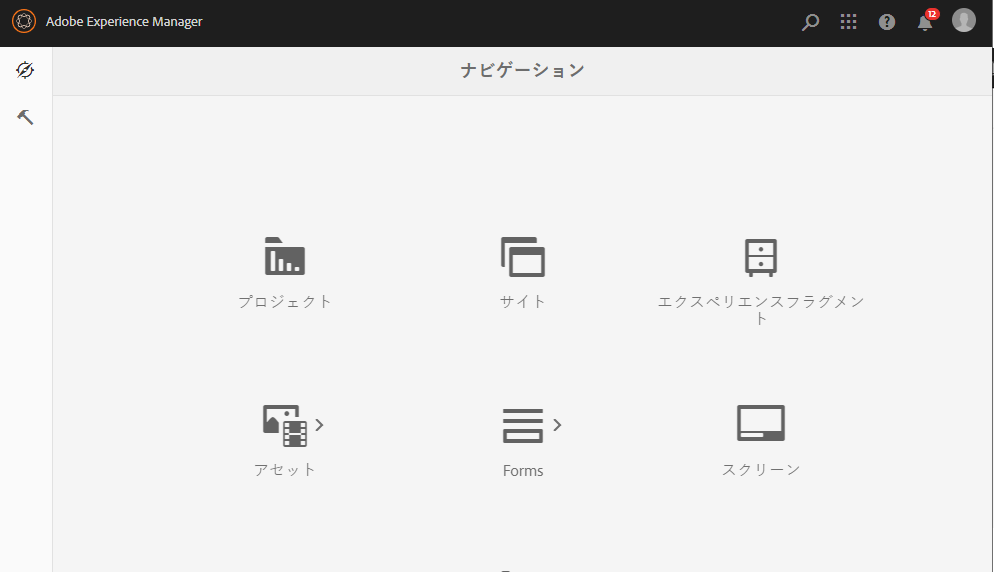 Adobe Experience Manager
12
ナビゲーション
プロジェクト
サイト
エクスペリエンスフラグメン
ト
アセット
Forms
スクリーン